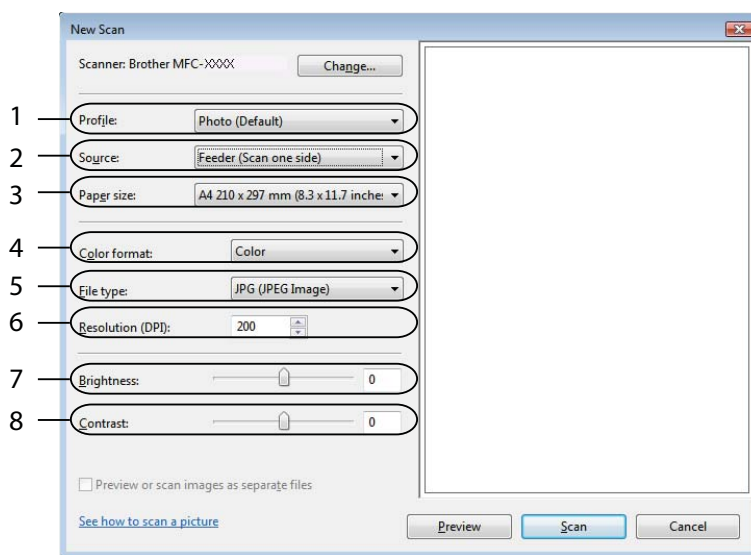 New Scan
Scanner: Brother MFC-XXXX
Change...
1 Profile: Photo (Default)
2 Source: Feeder (Scan one side)
3 Paper size: A4 210 x 297 mm (8.3 x 11.7 inche
4 Color format: Color
5 File type: JPG (JPEG Image)
6 Resolution (DPI): 200
7 Brightness: 0
8 Contrast: 0
Preview or scan images as separate files
See how to scan a picture
Preview Scan Cancel